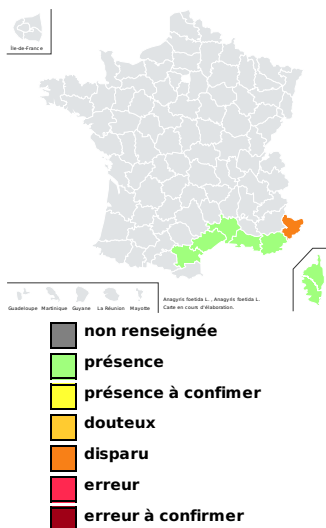 Île-de-France
Guadeloupe Martinique Guyane La Réunion Mayotte
Anagyris foetida L. , Anagyris foetida L.
Carte en cours d'élaboration.
non renseignée
présence
présence à confimer
douteux
disparu
erreur
erreur à confirmer